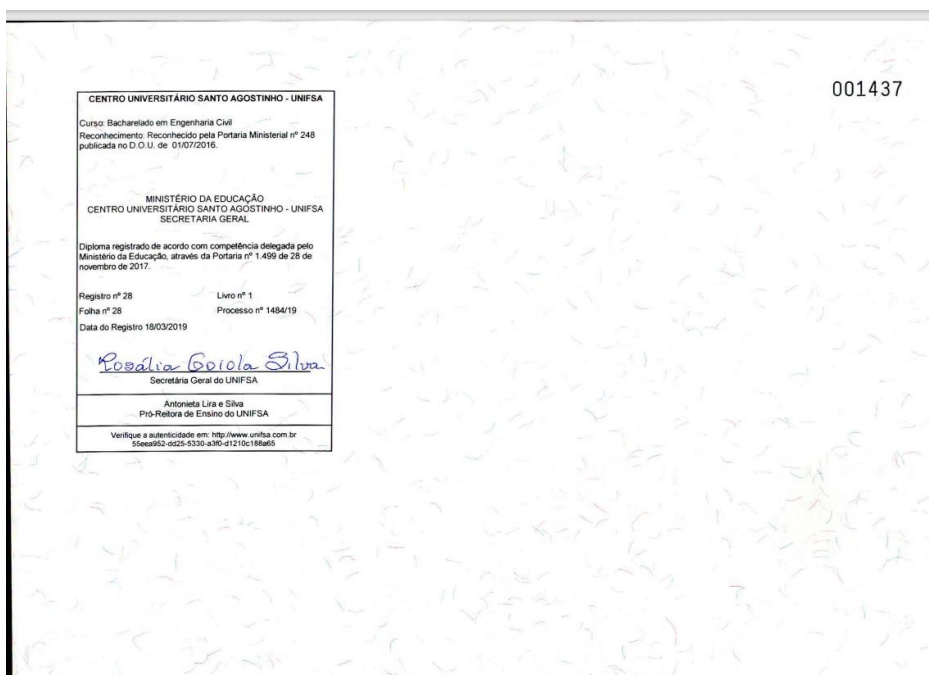 001437
CENTRO UNIVERSITÁRIO SANTO AGOSTINHO - UNIFSA
Curso: Bacharelado em Engenharia Civil
Reconhecimento: Reconhecido pela Portaria Ministerial nº 248
publicada no D.O.U. de 01/07/2016.
MINISTÉRIO DA EDUCAÇÃO
CENTRO UNIVERSITÁRIO SANTO AGOSTINHO - UNIFSA
SECRETARIA GERAL
Diploma registrado de acordo com competência delegada pelo
Ministério da Educação, através da Portaria nº 1.499 de 28 de
novembro de 2017.
Registro nº 28 Livro nº 1
Folha nº 28 Processo nº 1484/19
Data do Registro 18/03/2019
Rosália Goiola Silva
Secretária Geral do UNIFSA
Antonieta Lira e Silva
Pró-Reitora de Ensino do UNIFSA
Verifique a autenticidade em: http://www.unifsa.com.br
55eea952-dd25-5330-a3f0-d1210c188a65